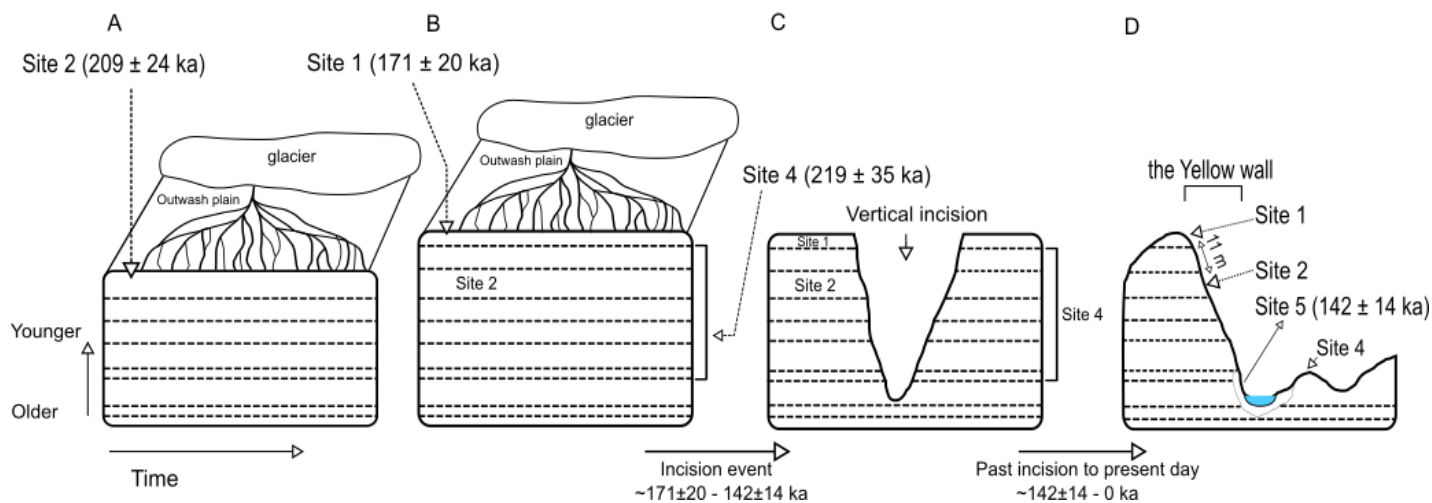 A
Site 2 (209 ± 24 ka)
glacier
Outwash plain
Younger
Older
Time
B
Site 1 (171 ± 20 ka)
glacier
Outwash plain
Site 2
Site 4 (219 ± 35 ka)
Incision event
~171±20 - 142±14 ka
C
Vertical incision
Site 1
Site 2
Site 4
Past incision to present day
~142±14 - 0 ka
D
the Yellow wall
Site 1
11 m
Site 2
Site 5 (142 ± 14 ka)
Site 4